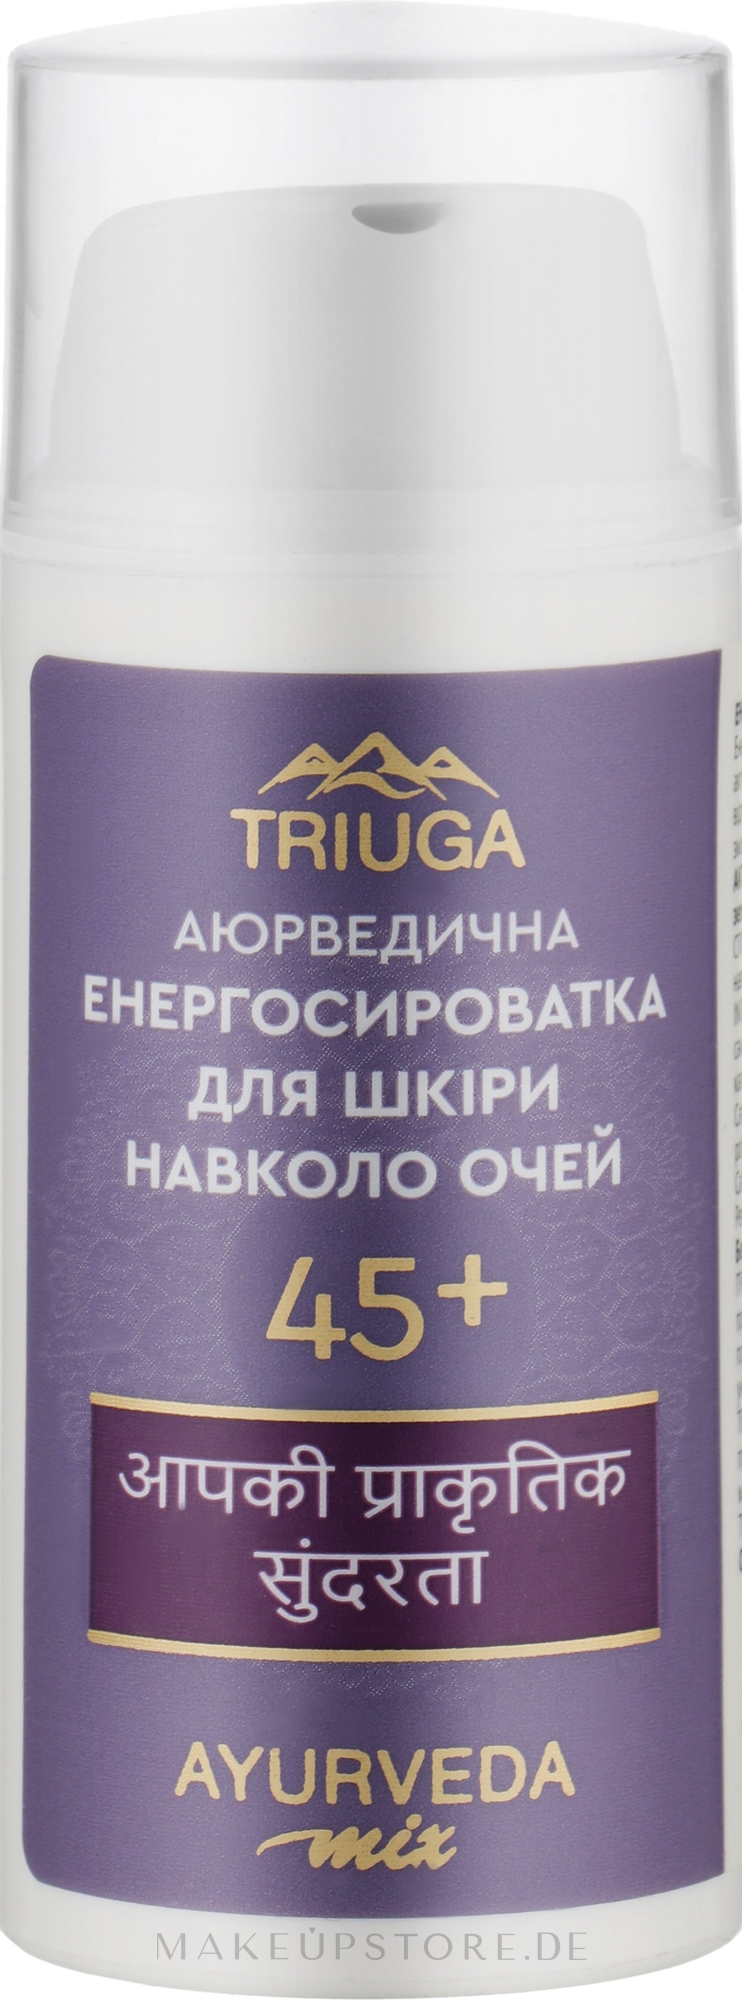 TRIUGA
АЮРВЕДИЧНА
ЕНЕРГОСИРОВАТКА
ДЛЯ ШКІРИ
НАВКОЛО ОЧЕЙ
45+
आपकी प्राकृतिक
सुंदरता
AYURVEDA
mix
MAKEUPSTORE.DE